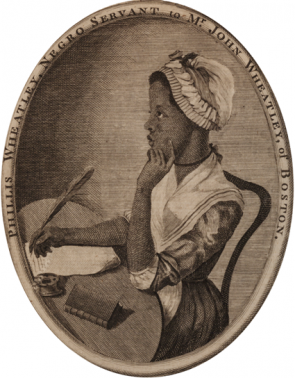 PHILLIS WHEATLEY, NEGRO SERVANT to MR. JOHN WHEATLEY, of BOSTON.